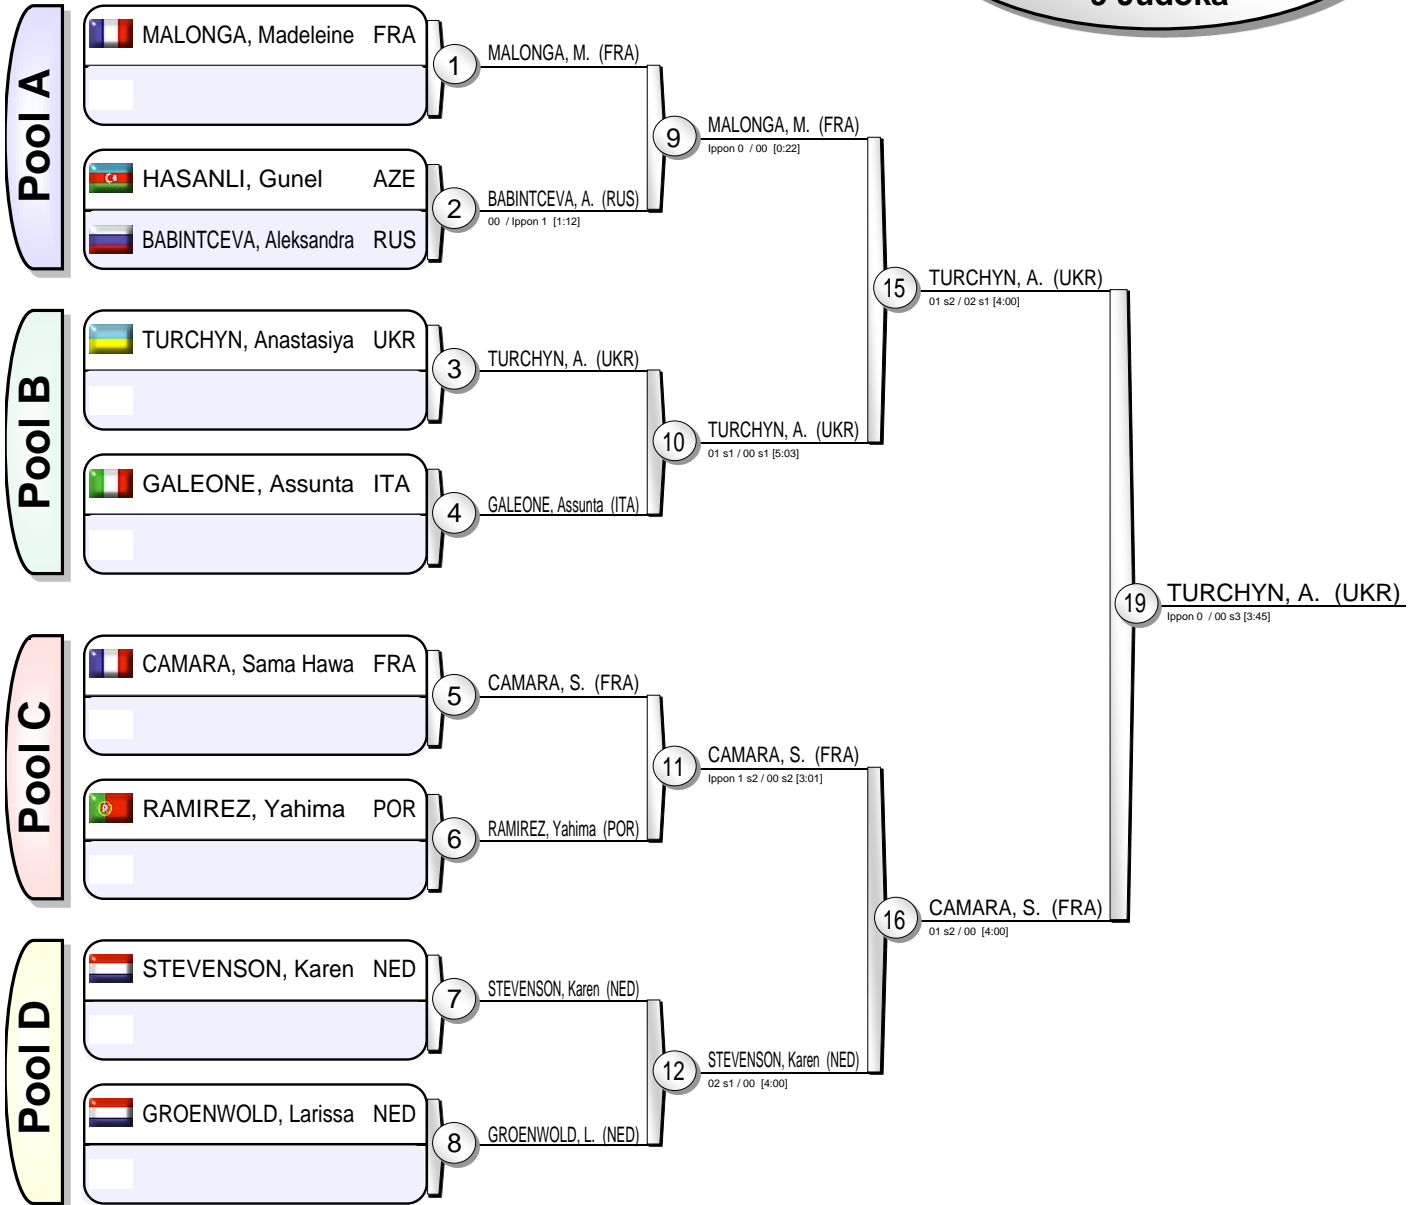 9 Judoka
Pool A
MALONGA, Madeleine FRA
1
MALONGA, M. (FRA)
HASANLI, Gunel AZE
BABINTCEVA, Aleksandra RUS
2
BABINTCEVA, A. (RUS)
00 / Ippon 1 [1:12]
9
MALONGA, M. (FRA)
Ippon 0 / 00 [0:22]
Pool B
TURCHYN, Anastasiya UKR
3
TURCHYN, A. (UKR)
GALEONE, Assunta ITA
4
GALEONE, Assunta (ITA)
10
TURCHYN, A. (UKR)
01 s1 / 00 s1 [5:03]
15
TURCHYN, A. (UKR)
01 s2 / 02 s1 [4:00]
Pool C
CAMARA, Sama Hawa FRA
5
CAMARA, S. (FRA)
RAMIREZ, Yahima POR
6
RAMIREZ, Yahima (POR)
11
CAMARA, S. (FRA)
Ippon 1 s2 / 00 s2 [3:01]
Pool D
STEVENSON, Karen NED
7
STEVENSON, Karen (NED)
GROENWOLD, Larissa NED
8
GROENWOLD, L. (NED)
12
STEVENSON, Karen (NED)
02 s1 / 00 [4:00]
16
CAMARA, S. (FRA)
01 s2 / 00 [4:00]
19
TURCHYN, A. (UKR)
Ippon 0 / 00 s3 [3:45]